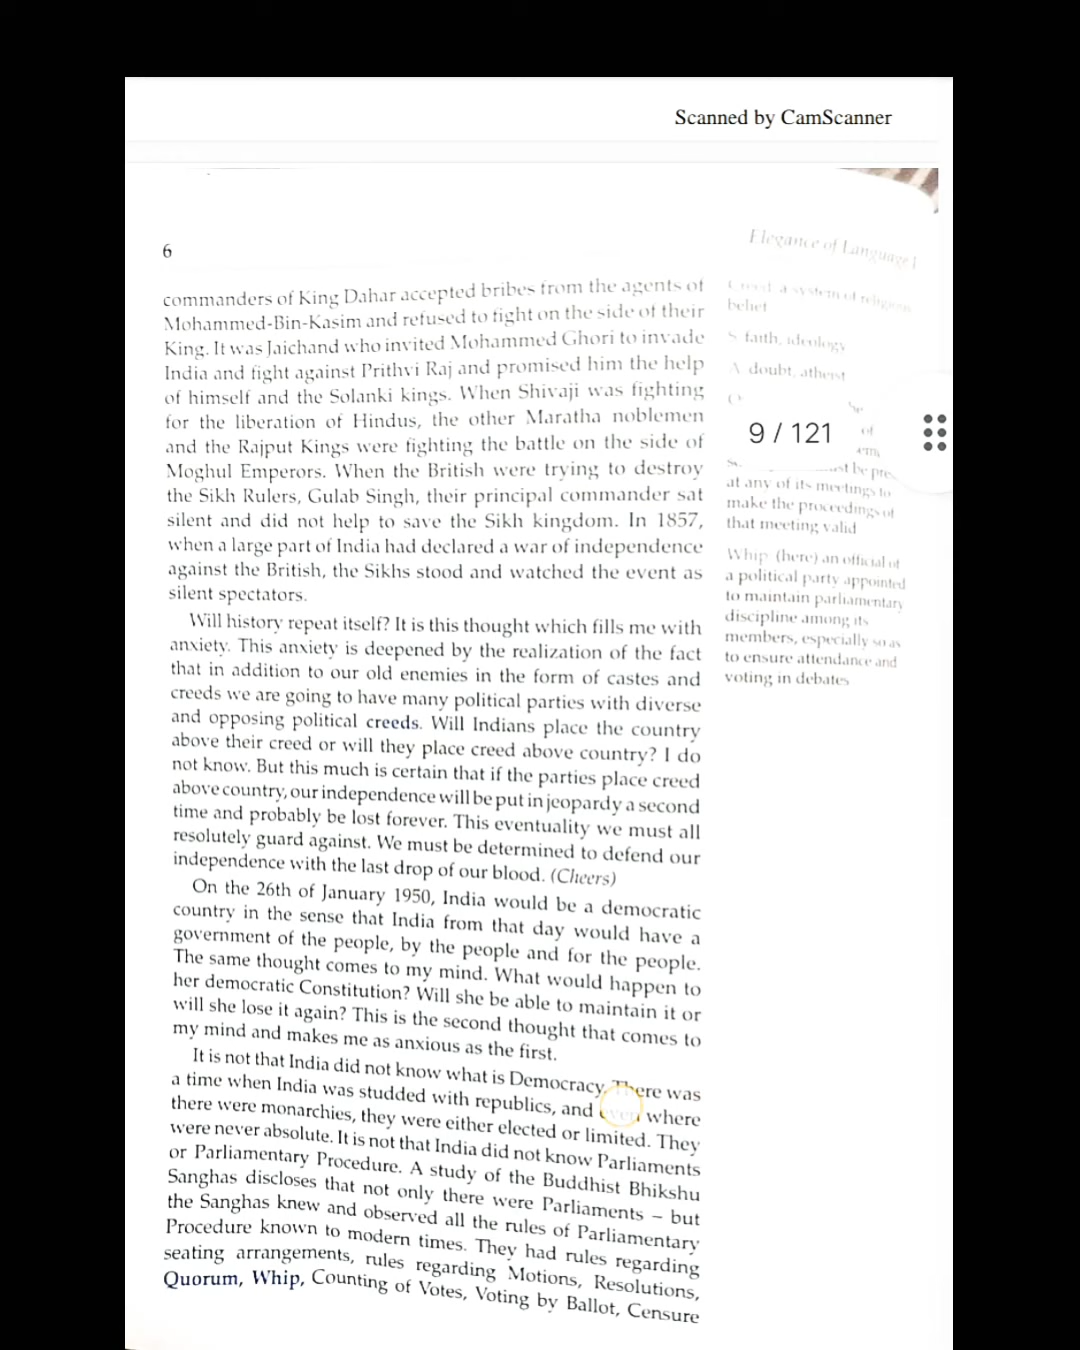 Scanned by CamScanner
6
Elegance of Language 1
commanders of King Dahar accepted bribes from the agents of
Mohammed-Bin-Kasim and refused to fight on the side of their
King. It was Jaichand who invited Mohammed Ghori to invade
India and fight against Prithvi Raj and promised him the help
of himself and the Solanki kings. When Shivaji was fighting
for the liberation of Hindus, the other Maratha noblemen
and the Rajput Kings were fighting the battle on the side of
Moghul Emperors. When the British were trying to destroy
the Sikh Rulers, Gulab Singh, their principal commander sat
silent and did not help to save the Sikh kingdom. In 1857,
when a large part of India had declared a war of independence
against the British, the Sikhs stood and watched the event as
silent spectators.
Will history repeat itself? It is this thought which fills me with
anxiety. This anxiety is deepened by the realization of the fact
that in addition to our old enemies in the form of castes and
creeds we are going to have many political parties with diverse
and opposing political creeds. Will Indians place the country
above their creed or will they place creed above country? I do
not know. But this much is certain that if the parties place creed
above country, our independence will be put in jeopardy a second
time and probably be lost forever. This eventuality we must all
resolutely guard against. We must be determined to defend our
independence with the last drop of our blood. (Cheers)
On the 26th of January 1950, India would be a democratic
country in the sense that India from that day would have a
government of the people, by the people and for the people.
The same thought comes to my mind. What would happen to
her democratic Constitution? Will she be able to maintain it or
will she lose it again? This is the second thought that comes to
my mind and makes me as anxious as the first.
It is not that India did not know what is Democracy. There was
a time when India was studded with republics, and even where
there were monarchies, they were either elected or limited. They
were never absolute. It is not that India did not know Parliaments
or Parliamentary Procedure. A study of the Buddhist Bhikshu
Sanghas discloses that not only there were Parliaments – but
the Sanghas knew and observed all the rules of Parliamentary
Procedure known to modern times. They had rules regarding
seating arrangements, rules regarding Motions, Resolutions,
Quorum, Whip, Counting of Votes, Voting by Ballot, Censure
Creed a system of religious
belief
S faith, ideology
A doubt, atheist
9 / 121
of
be pre
at any of its meetings to
make the proceedings of
that meeting valid
Whip (here) an official of
a political party appointed
to maintain parliamentary
discipline among its
members, especially so as
to ensure attendance and
voting in debates